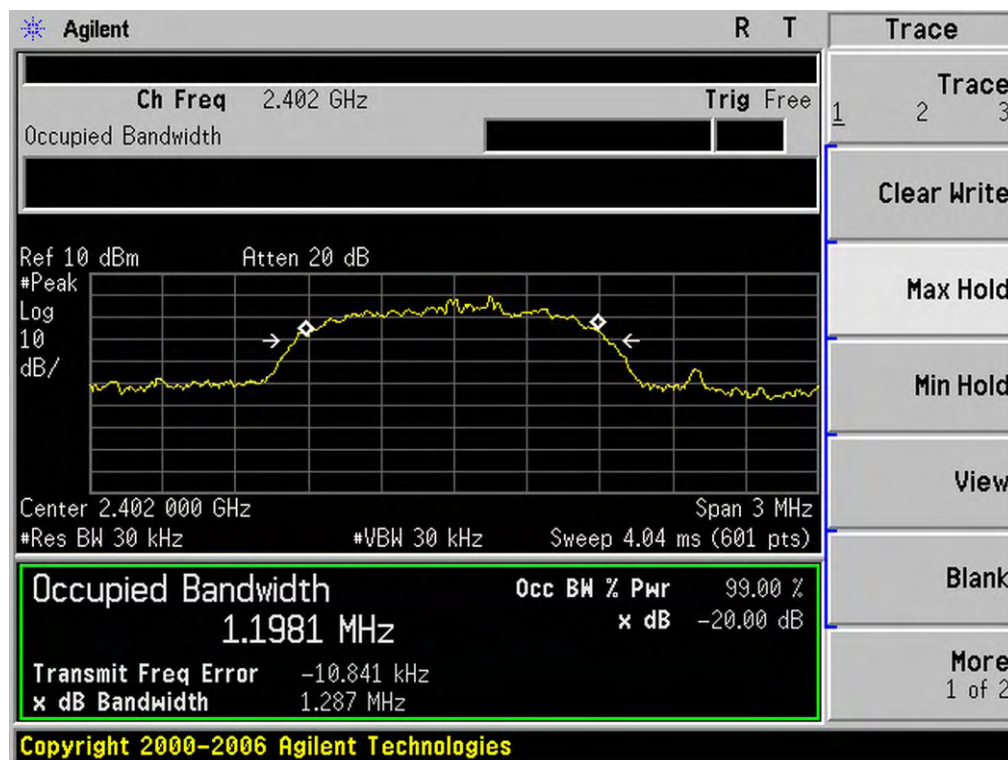 Agilent R T Trace
Ch Freq 2.402 GHz Trig Free
Occupied Bandwidth
Trace
1 2 3
Clear Write
Max Hold
Min Hold
View
Blank
More
1 of 2
Ref 10 dBm Atten 20 dB
#Peak
Log
10
dB/
Center 2.402 000 GHz Span 3 MHz
#Res BW 30 kHz #VBW 30 kHz Sweep 4.04 ms (601 pts)
Occupied Bandwidth Occ BW % Pwr 99.00 %
1.1981 MHz x dB -20.00 dB
Transmit Freq Error -10.841 kHz
x dB Bandwidth 1.287 MHz
Copyright 2000-2006 Agilent Technologies